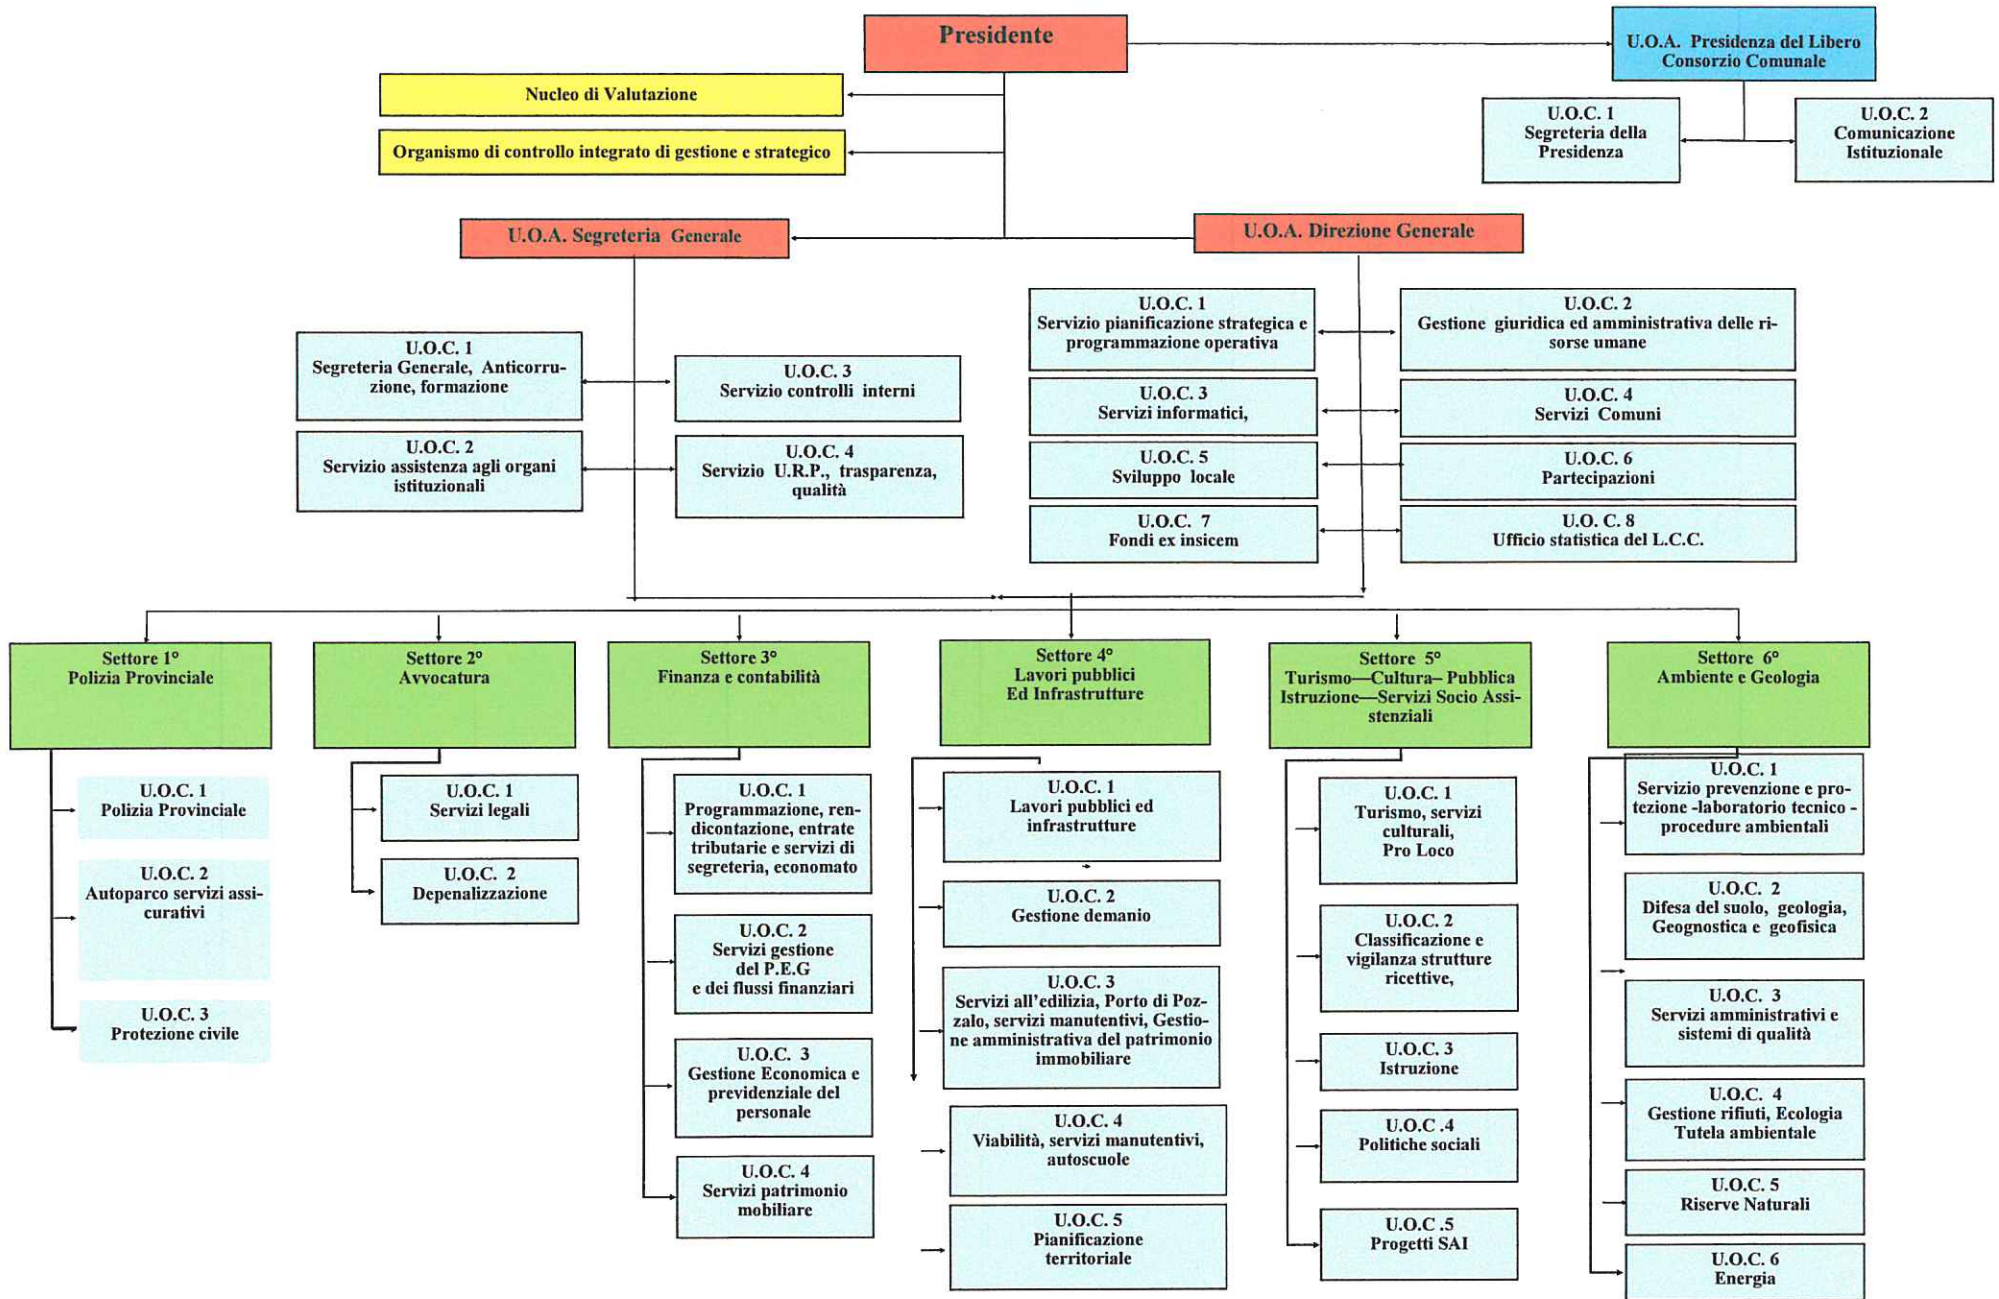 Presidente
U.O.A. Presidenza del Libero
Consorzio Comunale
Nucleo di Valutazione
Organismo di controllo integrato di gestione e strategico
U.O.C. 1
Segreteria della
Presidenza
U.O.C. 2
Comunicazione
Istituzionale
U.O.A. Segreteria Generale
U.O.A. Direzione Generale
U.O.C. 1
Segreteria Generale, Anticorru-
zione, formazione
U.O.C. 3
Servizio controlli interni
U.O.C. 2
Servizio assistenza agli organi
istituzionali
U.O.C. 4
Servizio U.R.P., trasparenza,
qualità
U.O.C. 1
Servizio pianificazione strategica e
programmazione operativa
U.O.C. 2
Gestione giuridica ed amministrativa delle ri-
sorse umane
U.O.C. 3
Servizi informatici,
U.O.C. 4
Servizi Comuni
U.O.C. 5
Sviluppo locale
U.O.C. 6
Partecipazioni
U.O.C. 7
Fondi ex insicem
U.O. C. 8
Ufficio statistica del L.C.C.
Settore 1°
Polizia Provinciale
U.O.C. 1
Polizia Provinciale
U.O.C. 2
Autoparco servizi assi-
curativi
U.O.C. 3
Protezione civile
Settore 2°
Avvocatura
U.O.C. 1
Servizi legali
U.O.C. 2
Depenalizzazione
Settore 3°
Finanza e contabilità
U.O.C. 1
Programmazione, ren-
dicontazione, entrate
tributarie e servizi di
segreteria, economato
U.O.C. 2
Servizi gestione
del P.E.G
e dei flussi finanziari
U.O.C. 3
Gestione Economica e
previdenziale del
personale
U.O.C. 4
Servizi patrimonio
mobiliare
Settore 4°
Lavori pubblici
Ed Infrastrutture
U.O.C. 1
Lavori pubblici ed
infrastrutture
U.O.C. 2
Gestione demanio
U.O.C. 3
Servizi all'edilizia, Porto di Poz-
zalo, servizi manutentivi, Gestio-
ne amministrativa del patrimonio
immobiliare
U.O.C. 4
Viabilità, servizi manutentivi,
autoscuole
U.O.C. 5
Pianificazione
territoriale
Settore 5°
Turismo—Cultura– Pubblica
Istruzione—Servizi Socio Assi-
stenziali
U.O.C. 1
Turismo, servizi
culturali,
Pro Loco
U.O.C. 2
Classificazione e
vigilanza strutture
ricettive,
U.O.C. 3
Istruzione
U.O.C .4
Politiche sociali
U.O.C .5
Progetti SAI
Settore 6°
Ambiente e Geologia
U.O.C. 1
Servizio prevenzione e pro-
tezione -laboratorio tecnico -
procedure ambientali
U.O.C. 2
Difesa del suolo, geologia,
Geognostica e geofisica
U.O.C. 3
Servizi amministrativi e
sistemi di qualità
U.O.C. 4
Gestione rifiuti, Ecologia
Tutela ambientale
U.O.C. 5
Riserve Naturali
U.O.C. 6
Energia